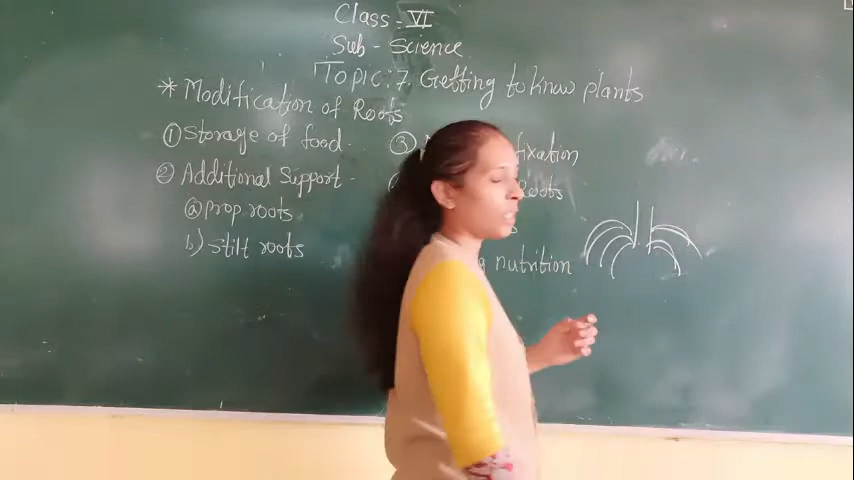 Class - VI
Sub - Science
Topic: 7. Getting to know plants
* Modification of Roots
① Storage of food.
② Additional Support -
ⓐ prop roots
b) Stilt roots
③ fixation
Roots
nutrition